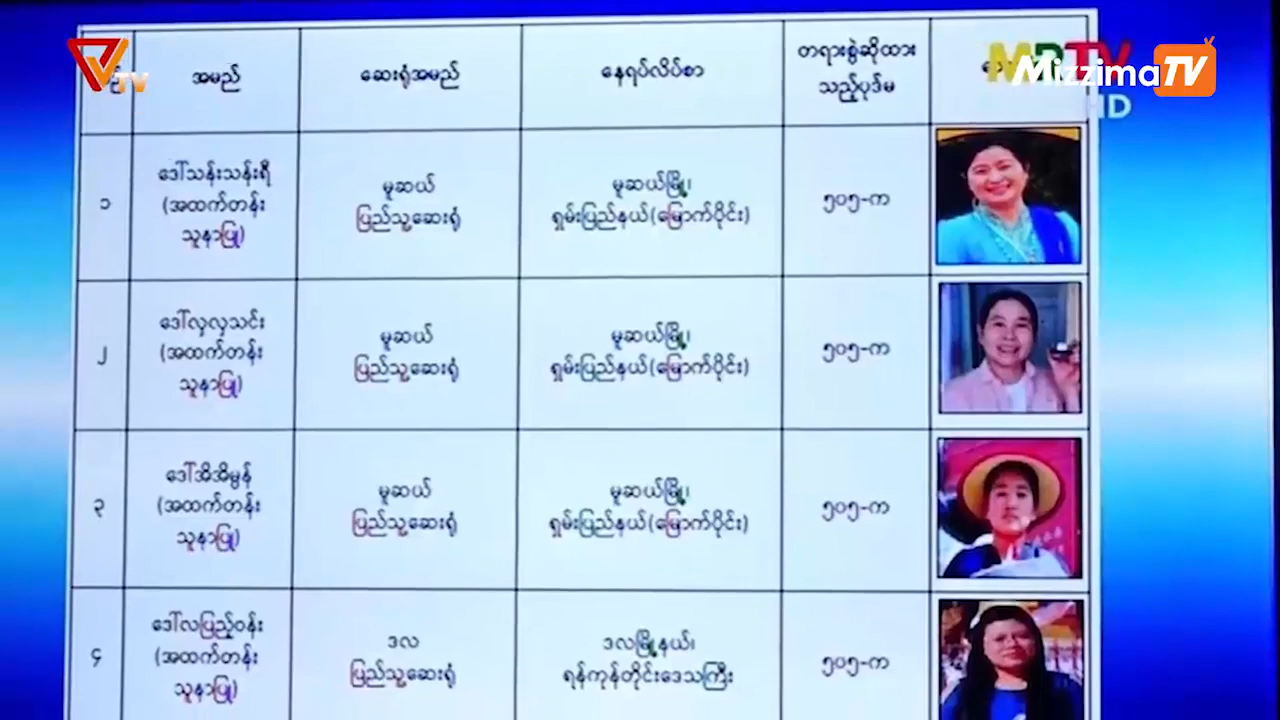 TV
MRTV
HD
Mizzima TV
အမည်
ဆေးရုံအမည်
နေရပ်လိပ်စာ
တရားစွဲဆိုထား
သည့်ပုဒ်မ
၁
ဒေါ်သန်းသန်းရီ
(အထက်တန်း
သူနာပြု)
မူဆယ်
ပြည်သူ့ဆေးရုံ
မူဆယ်မြို့၊
ရှမ်းပြည်နယ်(မြောက်ပိုင်း)
၅၀၅-က
၂
ဒေါ်လှလှသင်း
(အထက်တန်း
သူနာပြု)
မူဆယ်
ပြည်သူ့ဆေးရုံ
မူဆယ်မြို့၊
ရှမ်းပြည်နယ်(မြောက်ပိုင်း)
၅၀၅-က
၃
ဒေါ်အိအိမွန်
(အထက်တန်း
သူနာပြု)
မူဆယ်
ပြည်သူ့ဆေးရုံ
မူဆယ်မြို့၊
ရှမ်းပြည်နယ်(မြောက်ပိုင်း)
၅၀၅-က
၄
ဒေါ်လပြည့်ဝန်း
(အထက်တန်း
သူနာပြု)
ဒလ
ပြည်သူ့ဆေးရုံ
ဒလမြို့နယ်၊
ရန်ကုန်တိုင်းဒေသကြီး
၅၀၅-က